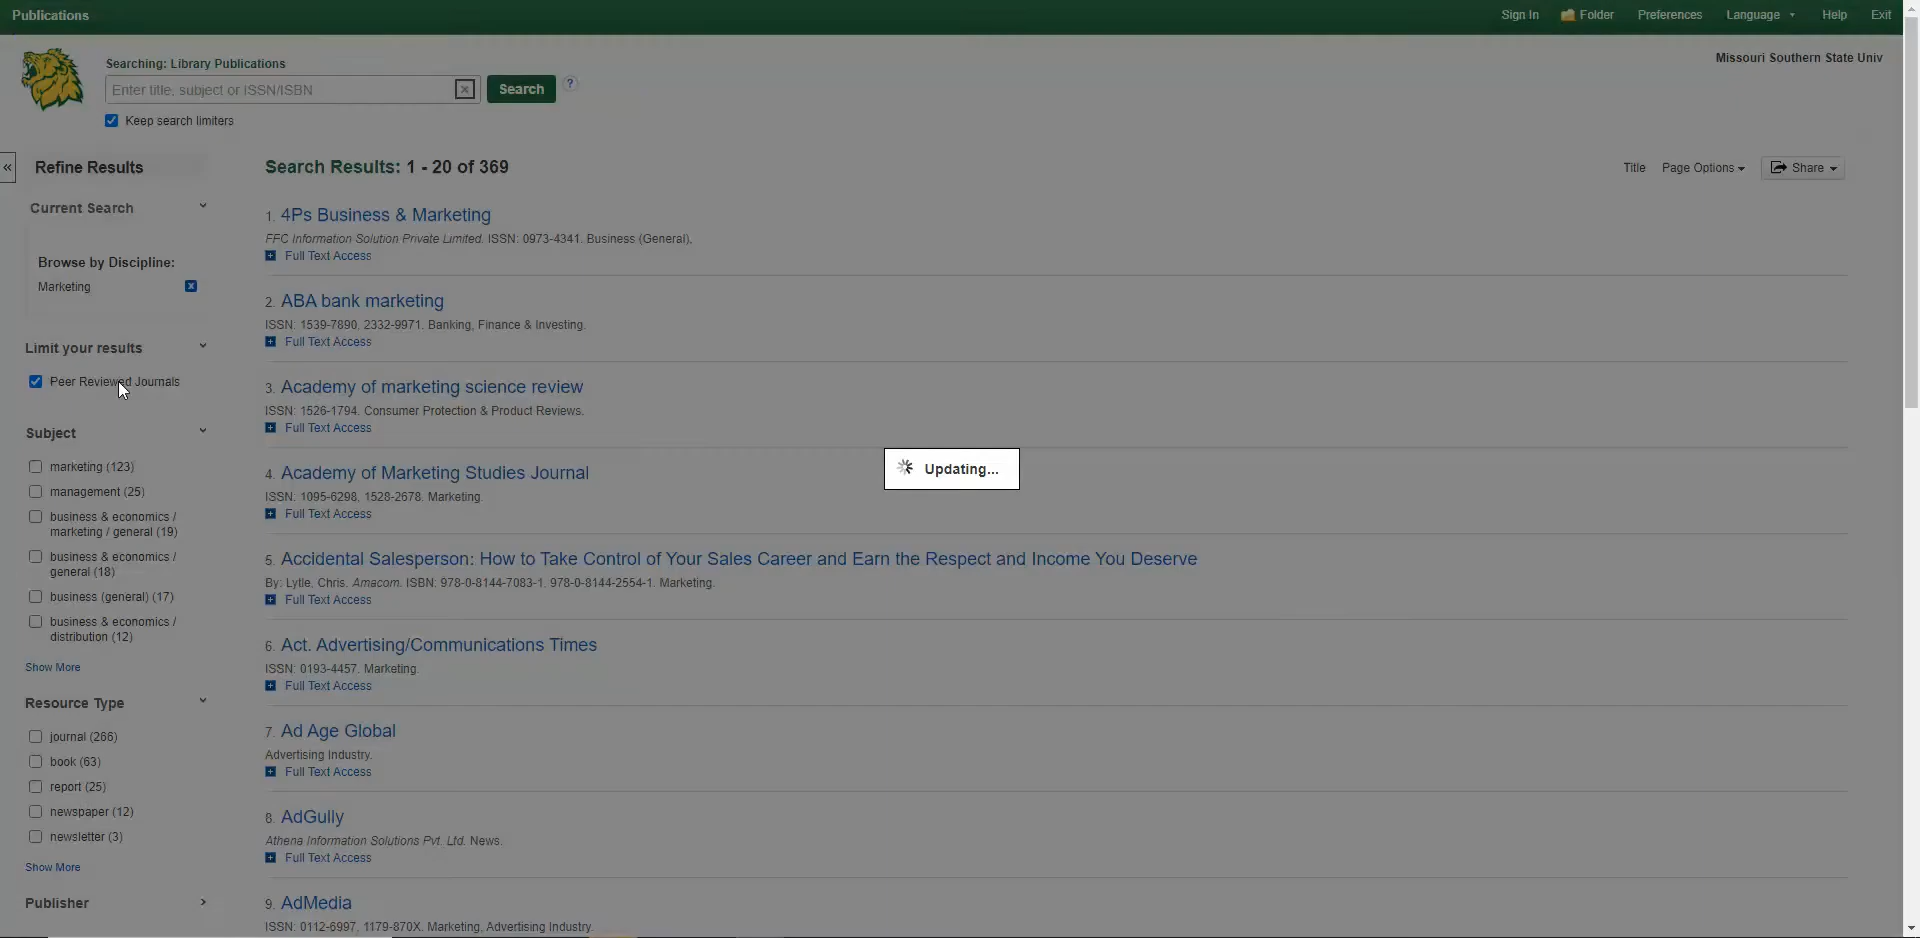 Publications
Sign In
Folder
Preferences
Language
Help
Exit
Searching: Library Publications
Missouri Southern State Univ
Enter title, subject or ISSN/ISBN
Search
?
Keep search limiters
«
Refine Results
Search Results: 1 - 20 of 369
Title
Page Options
Share
Current Search
Browse by Discipline:
Marketing
Limit your results
Peer Reviewed Journals
Subject
marketing (123)
management (25)
business & economics /
marketing / general (19)
business & economics /
general (18)
business (general) (17)
business & economics /
distribution (12)
Show More
Resource Type
journal (266)
book (63)
report (25)
newspaper (12)
newsletter (3)
Show More
Publisher
1. 4Ps Business & Marketing
FFC Information Solution Private Limited. ISSN: 0973-4341. Business (General),
Full Text Access
2. ABA bank marketing
ISSN: 1539-7890, 2332-9971. Banking, Finance & Investing.
Full Text Access
3. Academy of marketing science review
ISSN: 1526-1794. Consumer Protection & Product Reviews.
Full Text Access
4. Academy of Marketing Studies Journal
ISSN: 1095-6298, 1528-2678. Marketing.
Full Text Access
Updating...
5. Accidental Salesperson: How to Take Control of Your Sales Career and Earn the Respect and Income You Deserve
By: Lytle, Chris. Amacom. ISBN: 978-0-8144-7083-1, 978-0-8144-2554-1. Marketing.
Full Text Access
6. Act. Advertising/Communications Times
ISSN: 0193-4457. Marketing.
Full Text Access
7. Ad Age Global
Advertising Industry.
Full Text Access
8. AdGully
Athena Information Solutions Pvt. Ltd. News.
Full Text Access
9. AdMedia
ISSN: 0112-6997, 1179-870X. Marketing, Advertising Industry.